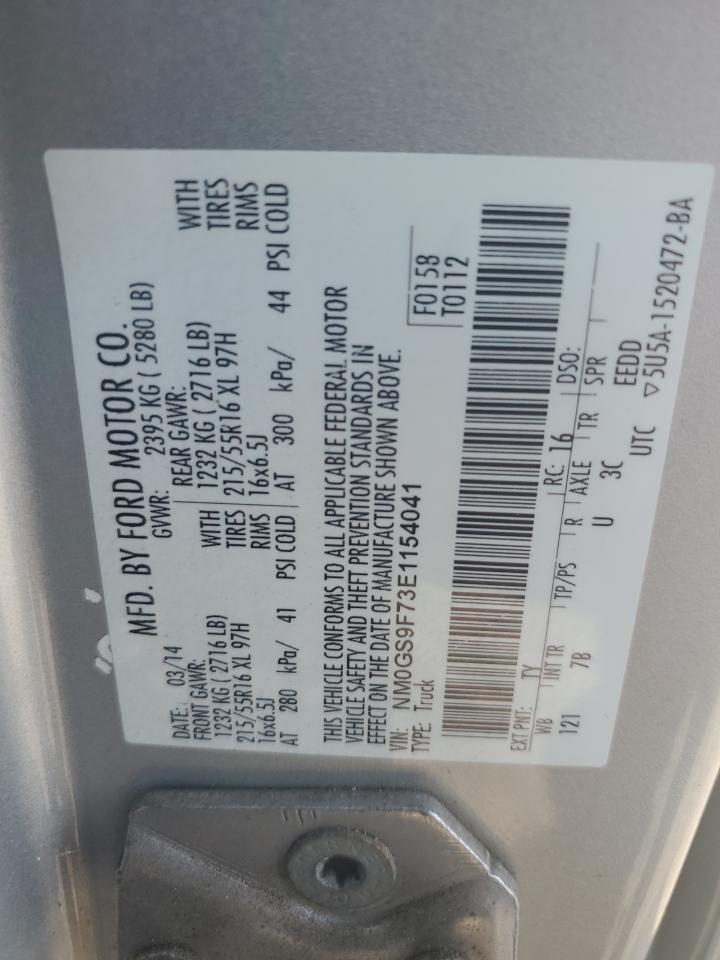 MFD. BY FORD MOTOR CO.
DATE: 03/14 GVWR: 2395 KG ( 5280 LB)
FRONT GAWR: REAR GAWR:
1232 KG ( 2716 LB) WITH 1232 KG ( 2716 LB) WITH
215/55R16 XL 97H TIRES 215/55R16 XL 97H TIRES
16x6.5J RIMS 16x6.5J RIMS
AT 280 kPa/ 41 PSI COLD AT 300 kPa/ 44 PSI COLD
THIS VEHICLE CONFORMS TO ALL APPLICABLE FEDERAL MOTOR
VEHICLE SAFETY AND THEFT PREVENTION STANDARDS IN
EFFECT ON THE DATE OF MANUFACTURE SHOWN ABOVE.
VIN: NM0GS9F73E1154041 F0158
TYPE: Truck T0112
EXT PNT: TY RC: 16 DSO:
WB INT TR TP/PS R AXLE TR SPR
121 7B U 3C EEDD
UTC ▽5U5A-1520472-BA